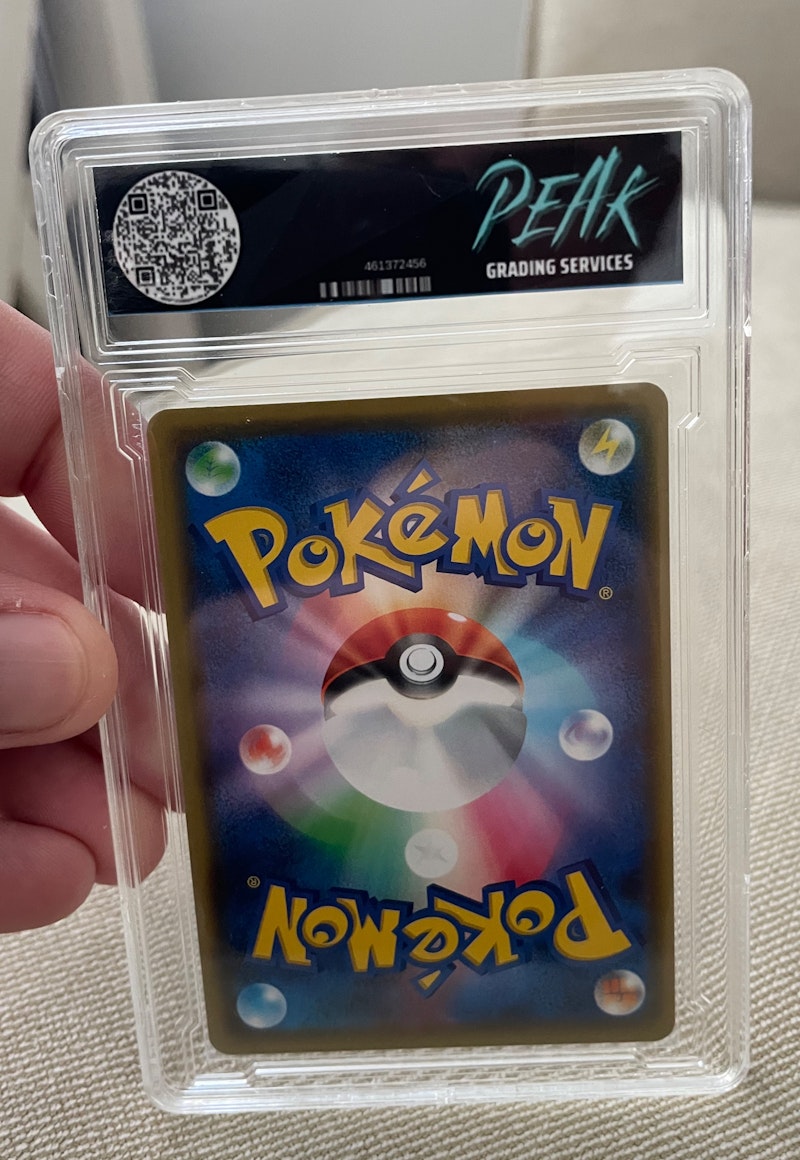 PEAK
GRADING SERVICES
461372456
POKéMON
®
®
POKéMON